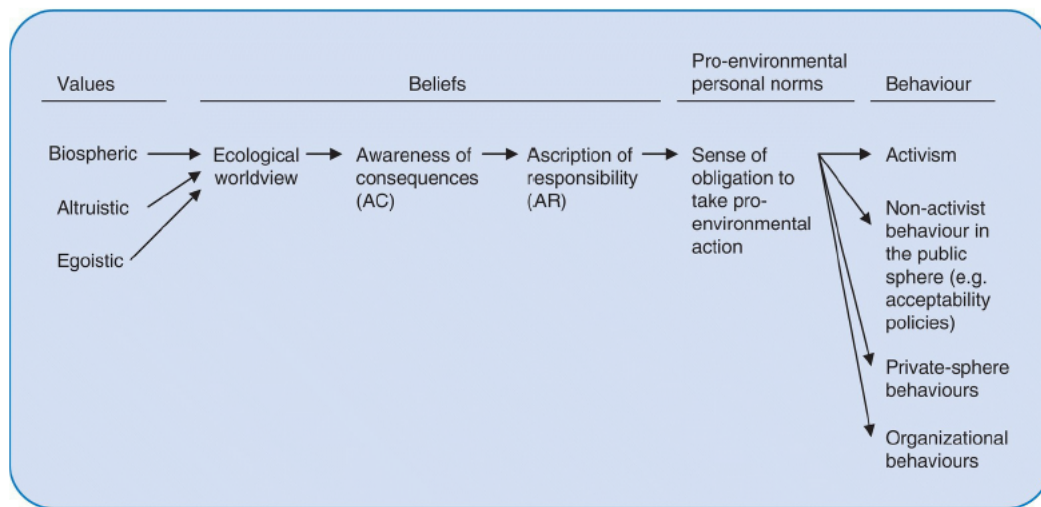 Pro-environmental
personal norms
Values
Beliefs
Behaviour
Biospheric
Altruistic
Egoistic
Ecological
worldview
Awareness of
consequences
(AC)
Ascription of
responsibility
(AR)
Sense of
obligation to
take pro-
environmental
action
Activism
Non-activist
behaviour in
the public
sphere (e.g.
acceptability
policies)
Private-sphere
behaviours
Organizational
behaviours